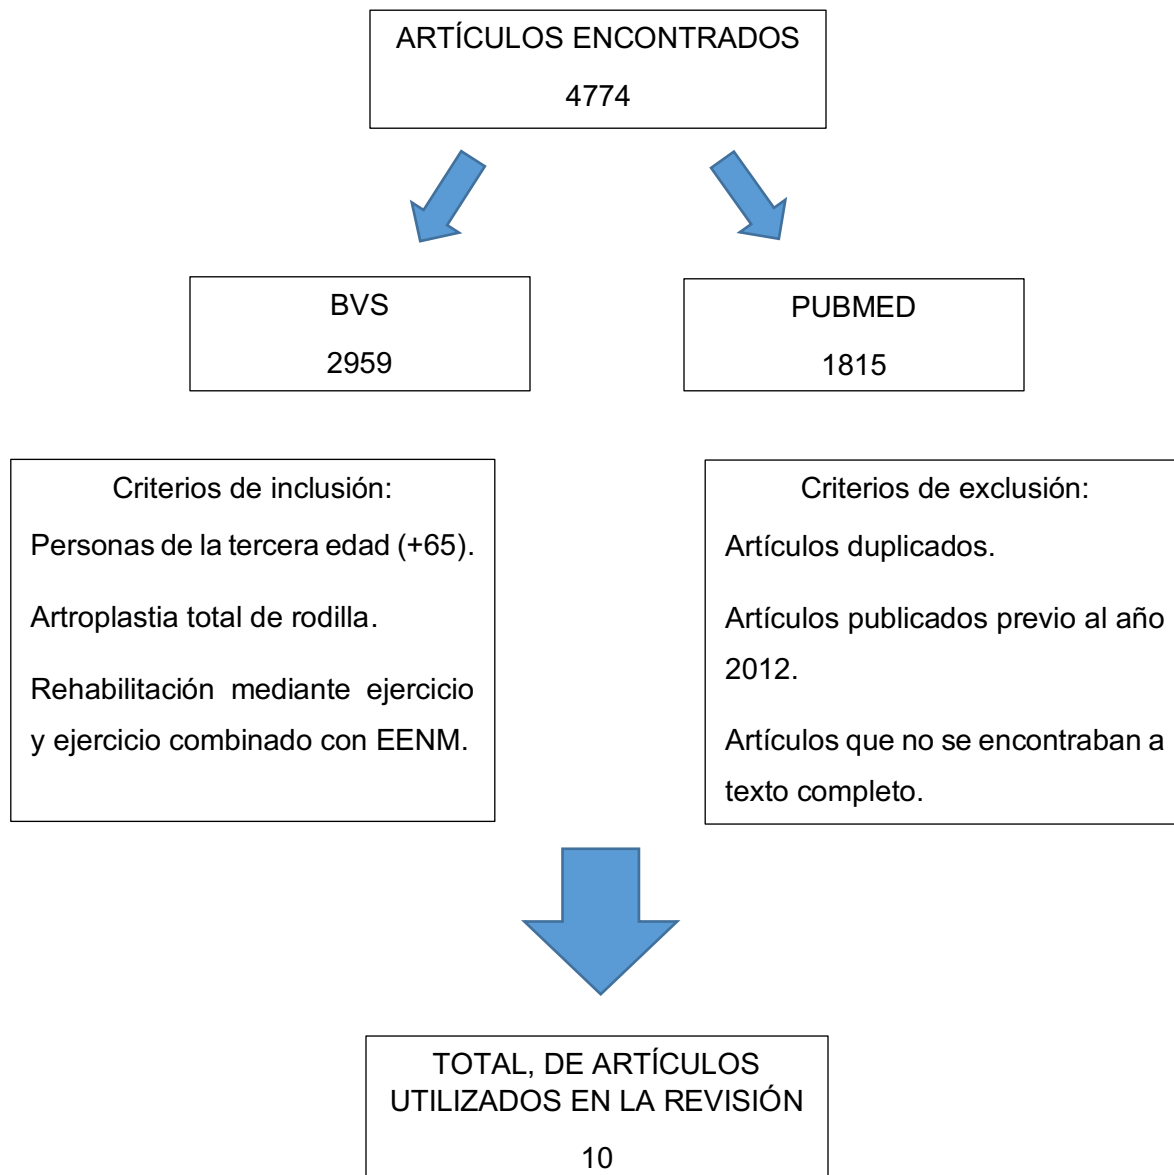 ARTÍCULOS ENCONTRADOS
4774
BVS
2959
PUBMED
1815
Criterios de inclusión:
Personas de la tercera edad (+65).
Artroplastia total de rodilla.
Rehabilitación mediante ejercicio
y ejercicio combinado con EENM.
Criterios de exclusión:
Artículos duplicados.
Artículos publicados previo al año
2012.
Artículos que no se encontraban a
texto completo.
TOTAL, DE ARTÍCULOS
UTILIZADOS EN LA REVISIÓN
10